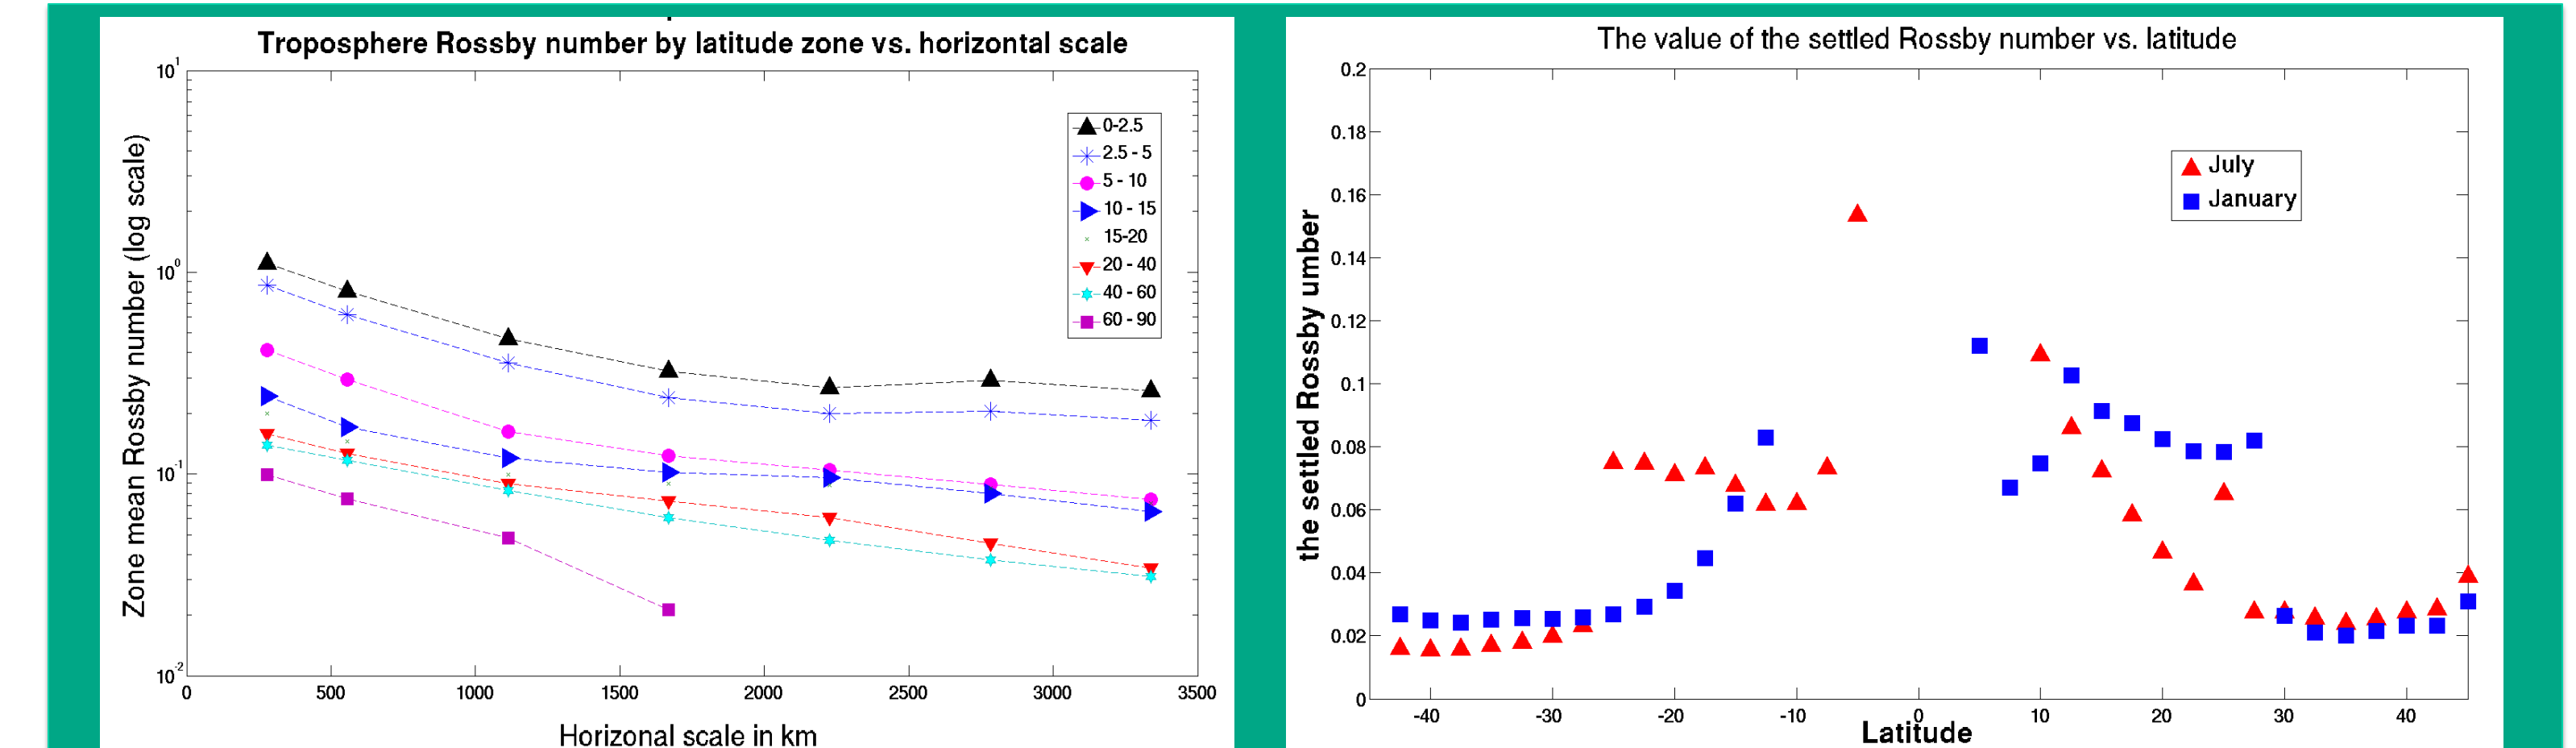 Troposphere Rossby number by latitude zone vs. horizontal scale
Zone mean Rossby number (log scale)
10^1
10^0
10^-1
10^-2
0-2.5
2.5 - 5
5 - 10
10 - 15
15-20
20 - 40
40 - 60
60 - 90
0 500 1000 1500 2000 2500 3000 3500
Horizonal scale in km
The value of the settled Rossby number vs. latitude
the settled Rossby umber
0.2
0.18
0.16
0.14
0.12
0.1
0.08
0.06
0.04
0.02
0
July
January
-40 -30 -20 -10 0 10 20 30 40
Latitude